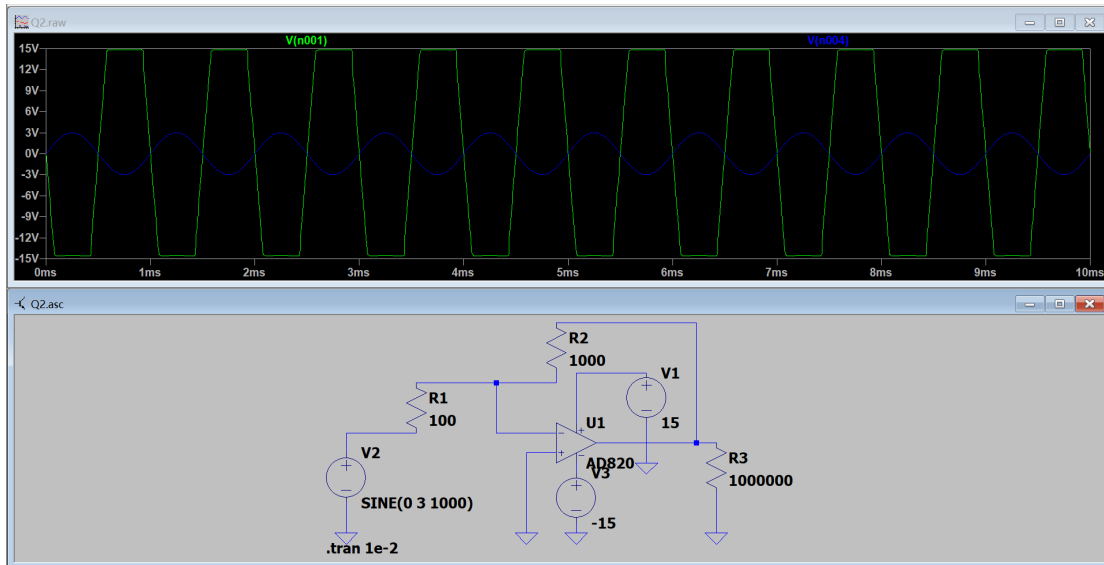 Q2.raw
V(n001) V(n004)
15V
12V
9V
6V
3V
0V
-3V
-6V
-9V
-12V
-15V
0ms 1ms 2ms 3ms 4ms 5ms 6ms 7ms 8ms 9ms 10ms
Q2.asc
R2
1000
V1
15
R1
100
U1
AD820
V2
SINE(0 3 1000)
V3
-15
R3
1000000
.tran 1e-2